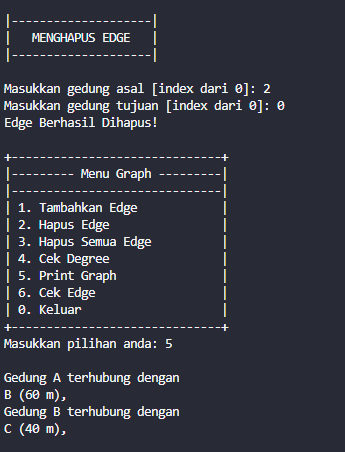 |--------------------|
|   MENGHAPUS EDGE   |
|--------------------|
Masukkan gedung asal [index dari 0]: 2
Masukkan gedung tujuan [index dari 0]: 0
Edge Berhasil Dihapus!
+------------------------------+
|--------- Menu Graph ---------|
|------------------------------|
| 1. Tambahkan Edge            |
| 2. Hapus Edge                |
| 3. Hapus Semua Edge          |
| 4. Cek Degree                |
| 5. Print Graph               |
| 6. Cek Edge                  |
| 0. Keluar                    |
+------------------------------+
Masukkan pilihan anda: 5
Gedung A terhubung dengan
B (60 m),
Gedung B terhubung dengan
C (40 m),